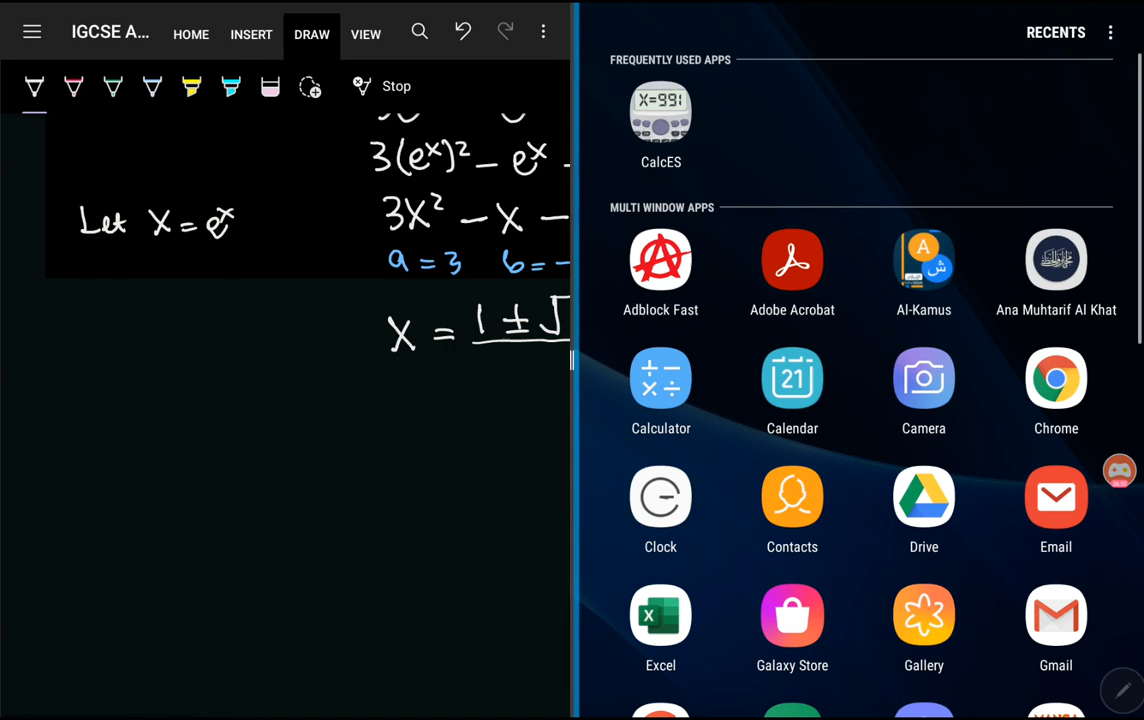 IGCSE A... HOME INSERT DRAW VIEW
Stop
3(eˣ)² - eˣ -
Let X = eˣ
3X² - X -
a = 3 b = -
X = 1 ± √
RECENTS
FREQUENTLY USED APPS
X=991
CalcES
MULTI WINDOW APPS
Adblock Fast Adobe Acrobat Al-Kamus Ana Muhtarif Al Khat
21
Calculator Calendar Camera Chrome
Clock Contacts Drive Email
Excel Galaxy Store Gallery Gmail